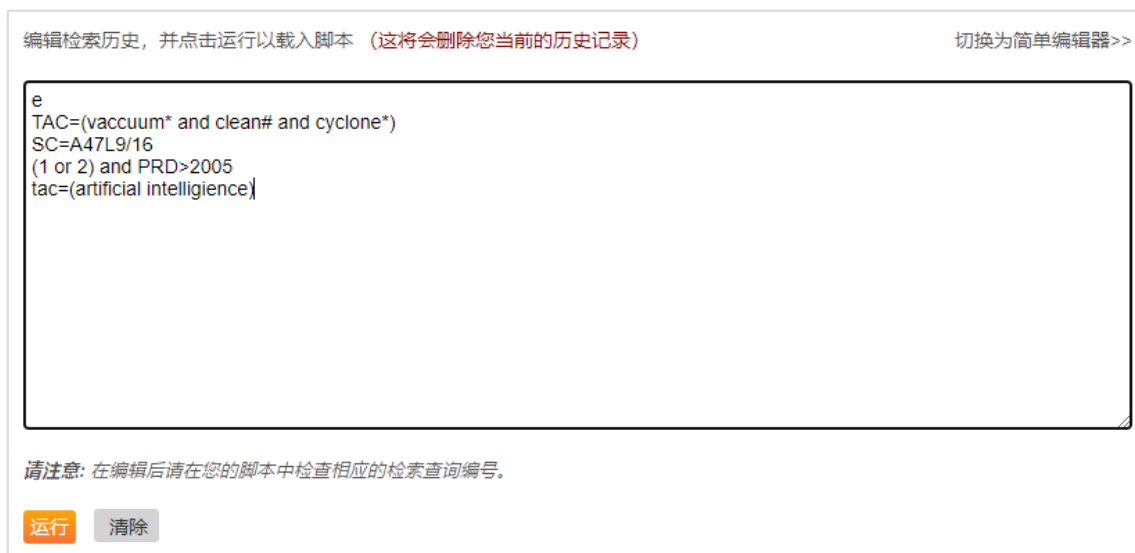 编辑检索历史，并点击运行以载入脚本 （这将会删除您当前的历史记录） 切换为简单编辑器>>
e
TAC=(vaccuum* and clean# and cyclone*)
SC=A47L9/16
(1 or 2) and PRD>2005
tac=(artificial intelligience)
请注意: 在编辑后请在您的脚本中检查相应的检索查询编号。
运行 清除